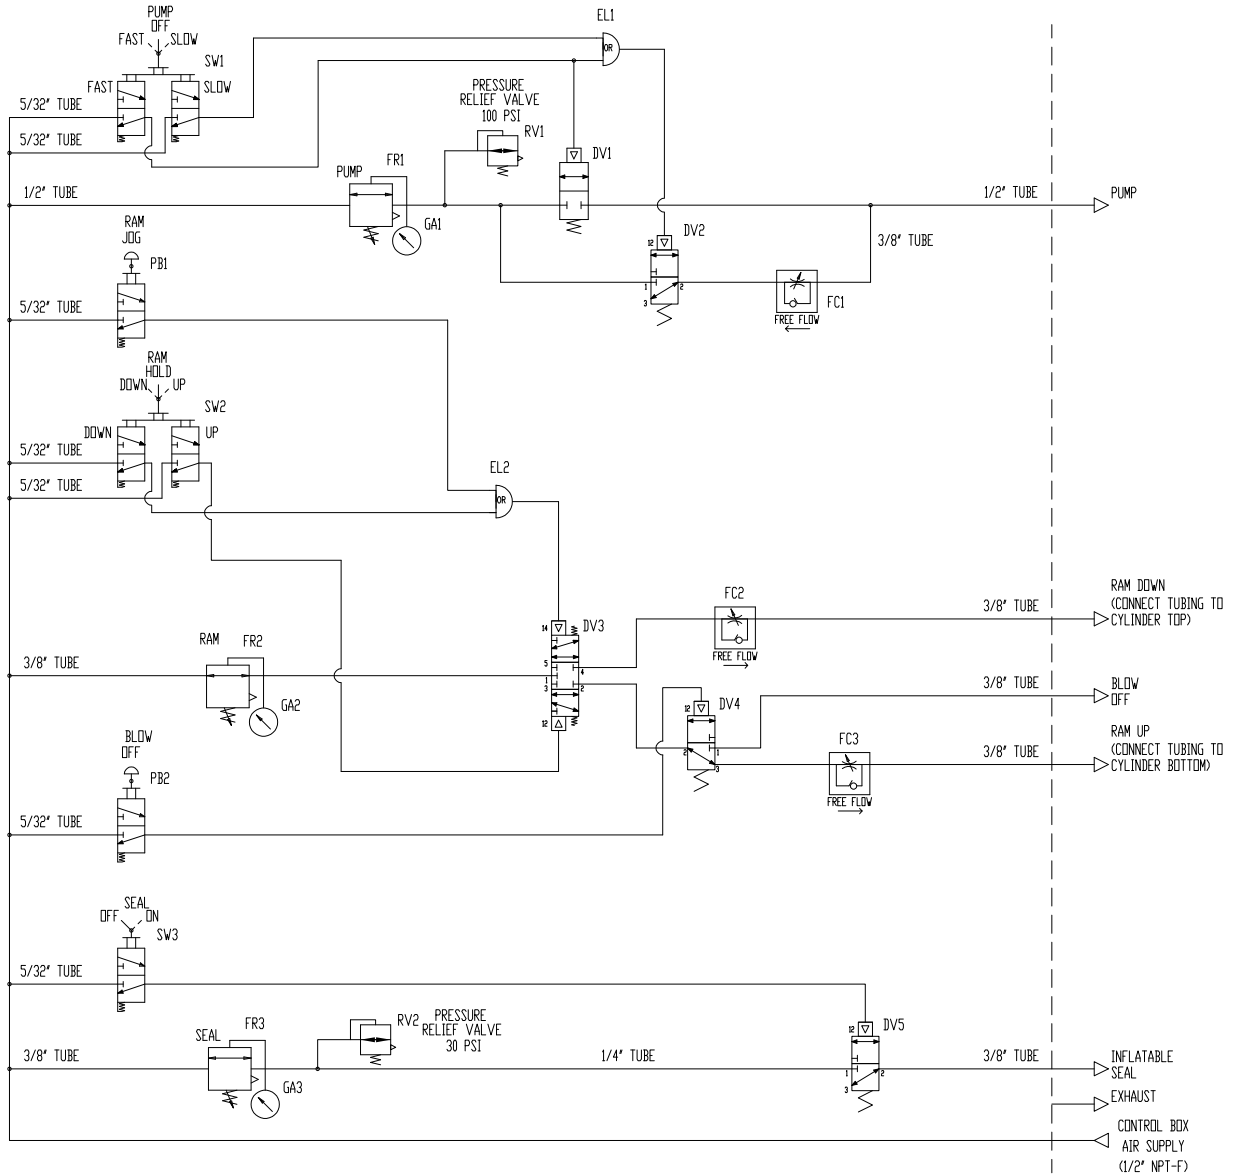 PUMP
OFF
FAST SLOW
SW1
FAST SLOW
5/32" TUBE
5/32" TUBE
EL1
OR
PRESSURE
RELIEF VALVE
100 PSI
RV1
DV1
1/2" TUBE
PUMP
FR1
GA1
1/2" TUBE
PUMP
DV2
12
1
2
3
3/8" TUBE
FC1
FREE FLOW
RAM
JOG
PB1
5/32" TUBE
RAM
HOLD
DOWN UP
SW2
DOWN UP
5/32" TUBE
5/32" TUBE
EL2
OR
RAM
FR2
GA2
3/8" TUBE
14
DV3
5
4
1
3
2
12
FC2
FREE FLOW
3/8" TUBE
RAM DOWN
(CONNECT TUBING TO
CYLINDER TOP)
12
DV4
2
1
3
3/8" TUBE
BLOW
OFF
FC3
FREE FLOW
3/8" TUBE
RAM UP
(CONNECT TUBING TO
CYLINDER BOTTOM)
BLOW
OFF
PB2
5/32" TUBE
SEAL
OFF ON
SW3
5/32" TUBE
SEAL
FR3
GA3
3/8" TUBE
RV2
PRESSURE
RELIEF VALVE
30 PSI
1/4" TUBE
12
DV5
1
2
3
3/8" TUBE
INFLATABLE
SEAL
EXHAUST
CONTROL BOX
AIR SUPPLY
(1/2" NPT-F)